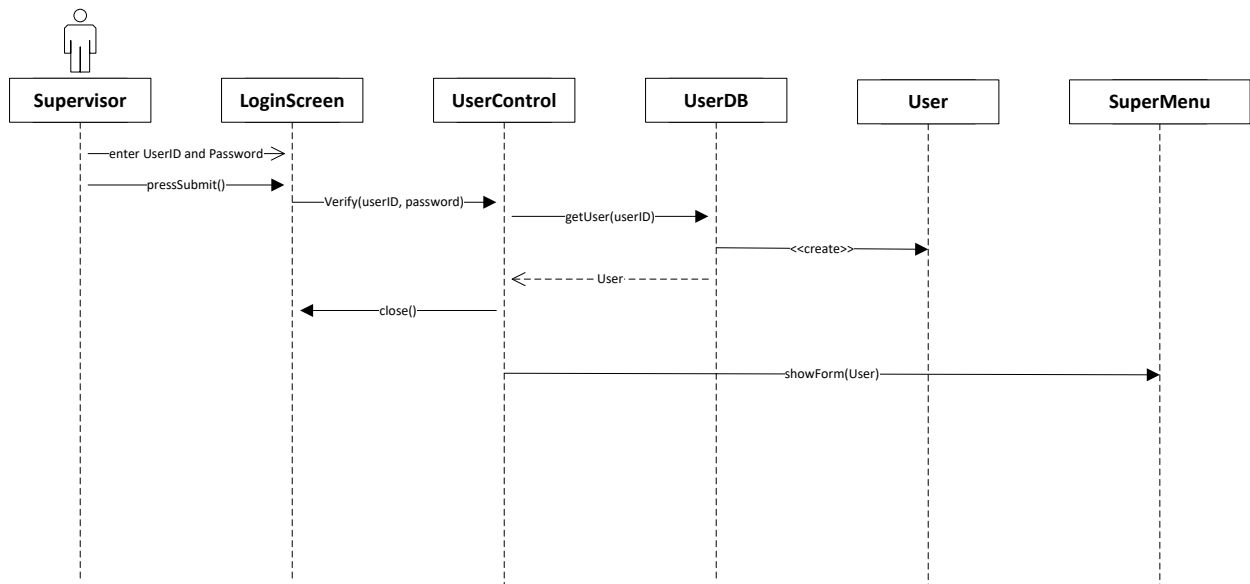 Supervisor
LoginScreen
UserControl
UserDB
User
SuperMenu
enter UserID and Password
pressSubmit()
Verify(userID, password)
getUser(userID)
<<create>>
User
close()
showForm(User)